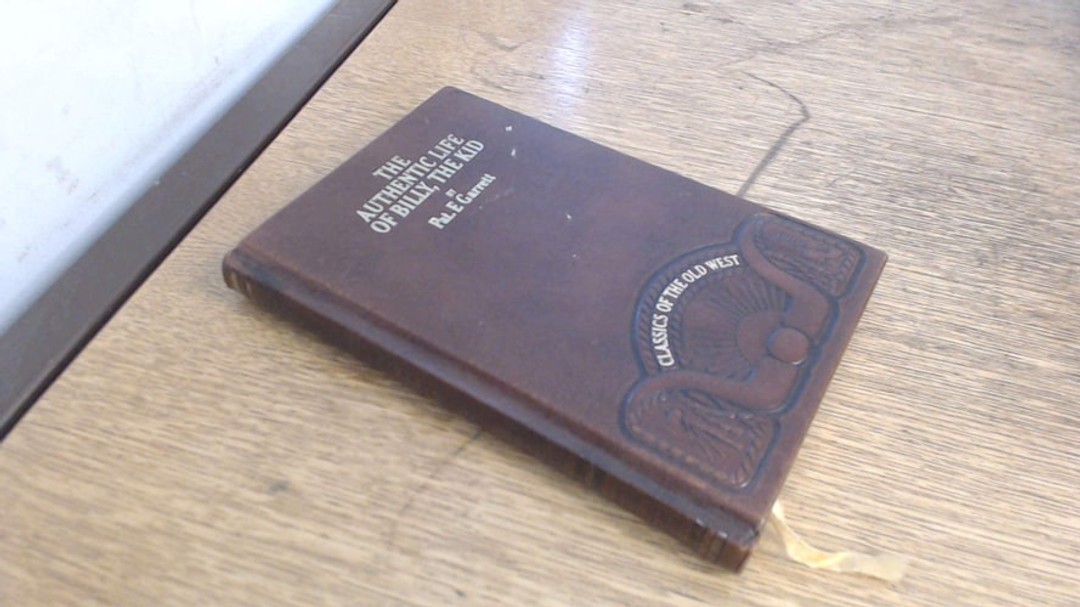 THE
AUTHENTIC LIFE
OF BILLY, THE KID
BY
Pat. F. Garrett
CLASSICS OF THE OLD WEST